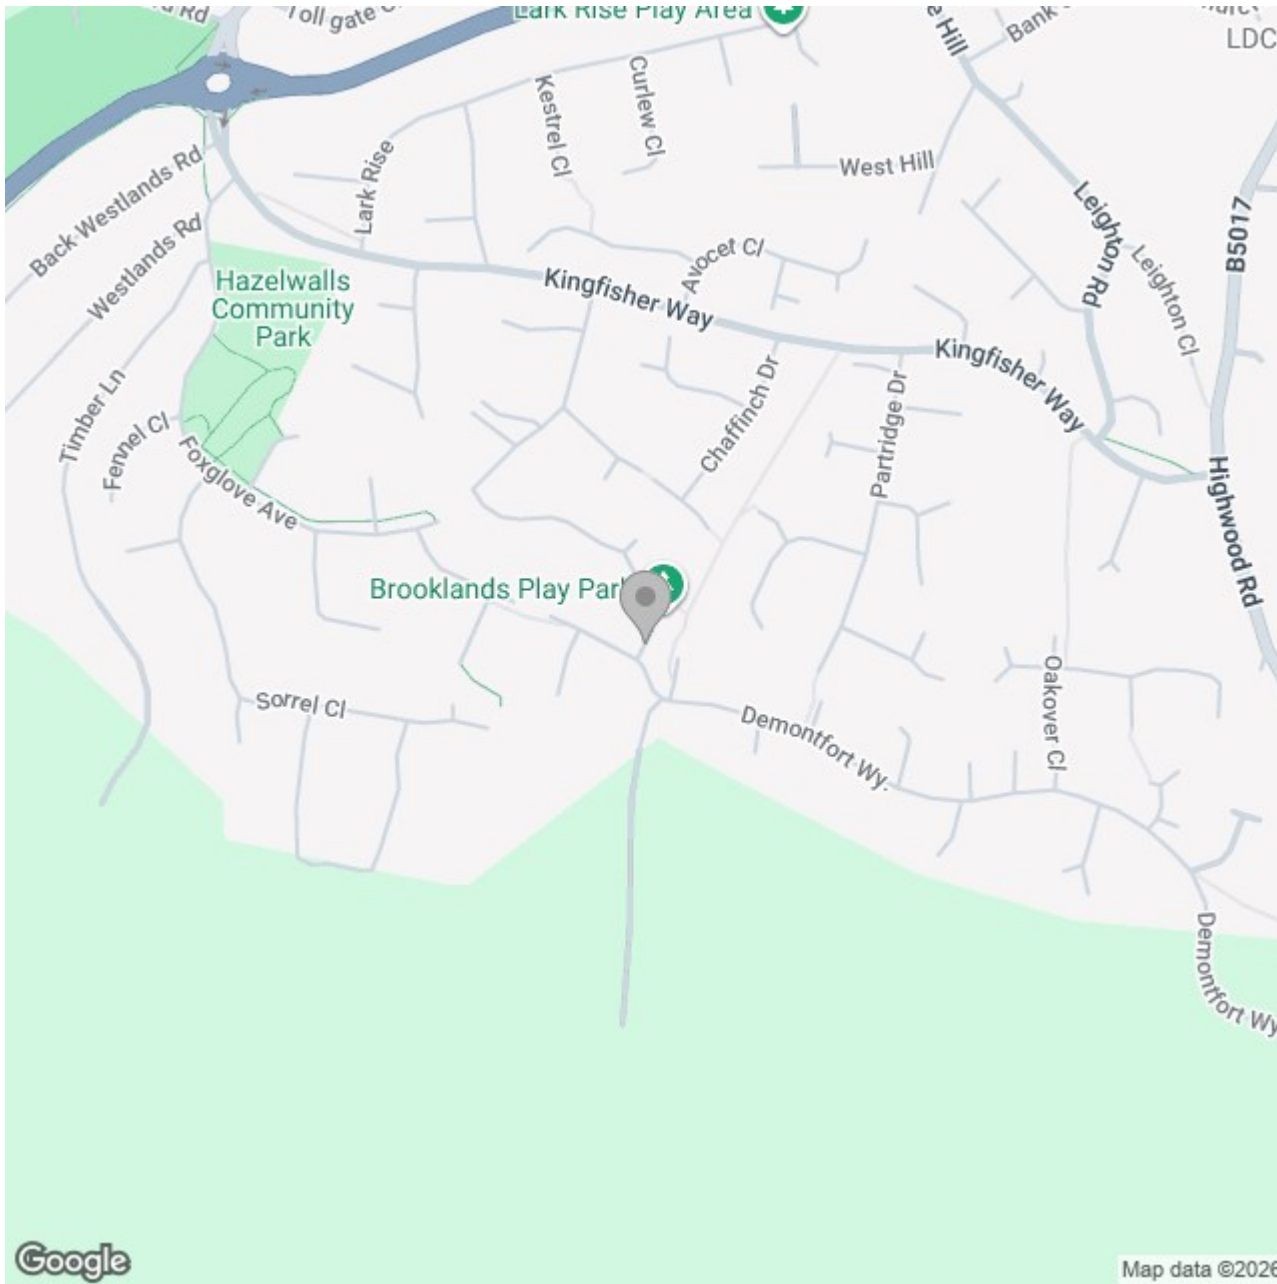 Toll gate
Lark Rise Play Area
Hill
Bank
LDC
Rd
Kestrel Cl
Curlew Cl
West Hill
Lark Rise
Back Westlands Rd
Westlands Rd
Avocet Cl
Leighton Rd
Leighton Cl
B5017
Hazelwalls
Community
Park
Kingfisher Way
Kingfisher Way
Timber Ln
Fennel Cl
Foxglove Ave
Chaffinch Dr
Partridge Dr
Highwood Rd
Brooklands Play Par
Sorrel Cl
Oakover Cl
Demontfort Wy.
Demontfort Wy
Google
Map data ©2026